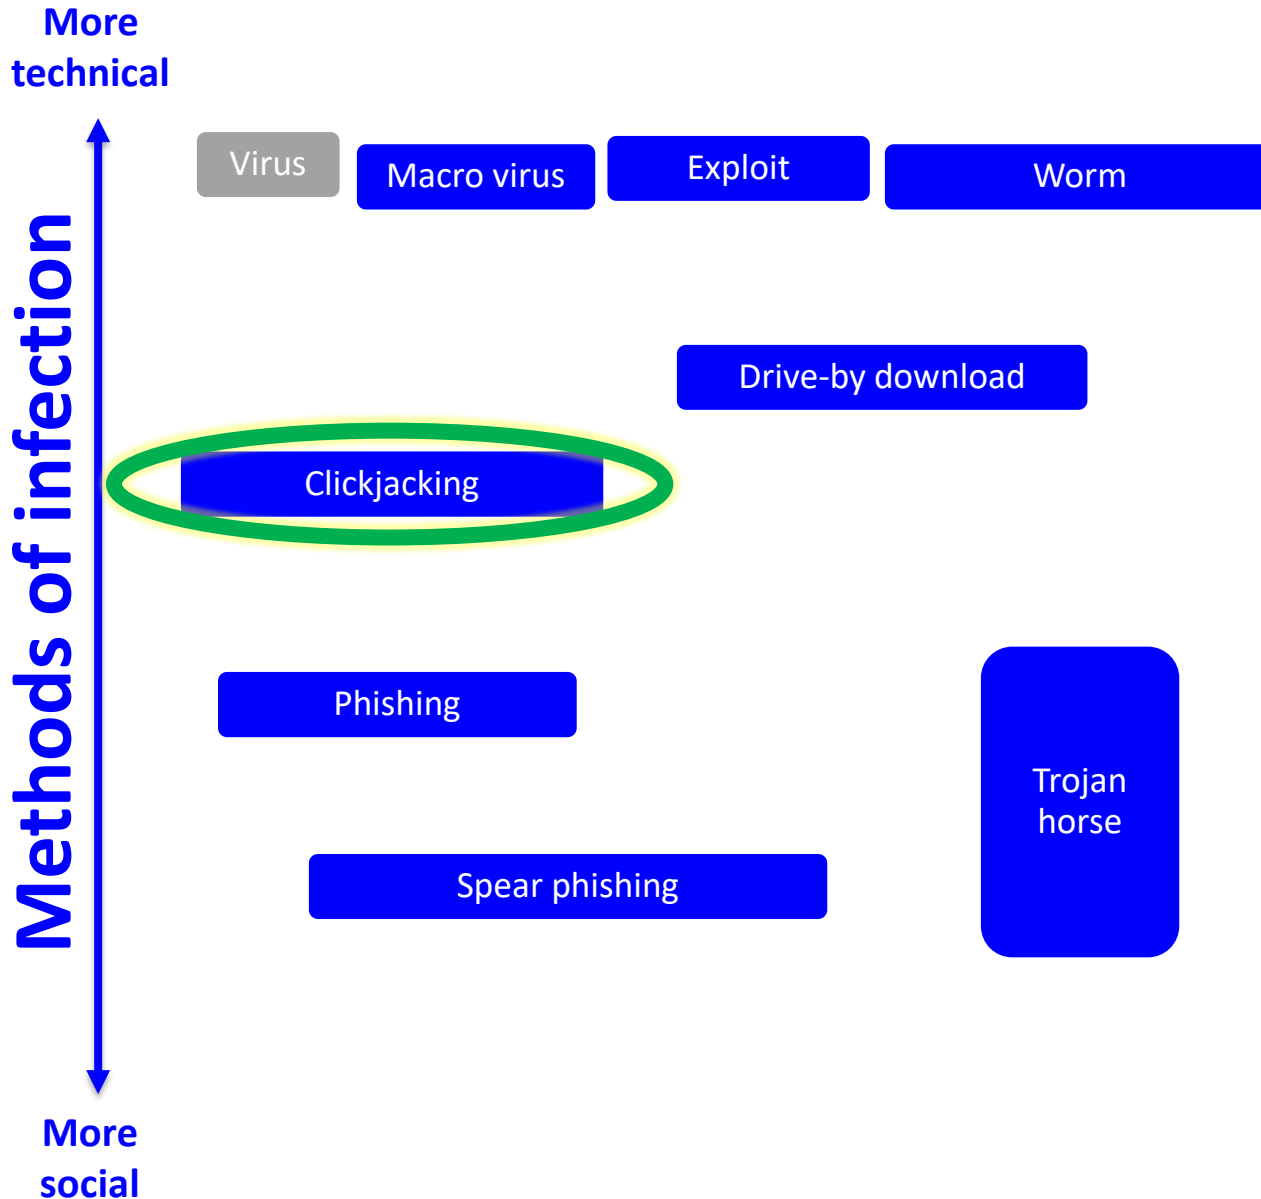 More
technical
Methods of infection
Virus
Macro virus
Exploit
Worm
Drive-by download
Clickjacking
Phishing
Trojan
horse
Spear phishing
More
social